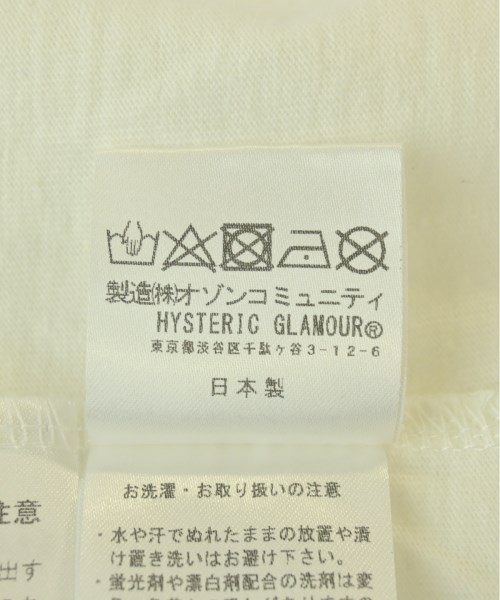 製造(株)オゾンコミュニティ
HYSTERIC GLAMOUR®
東京都渋谷区千駄ヶ谷3-12-6
日本製
お洗濯・お取り扱いの注意
・水や汗でぬれたままの放置や漬
け置き洗いはお避け下さい。
・蛍光剤や漂白剤配合の洗剤は変
注意
出す